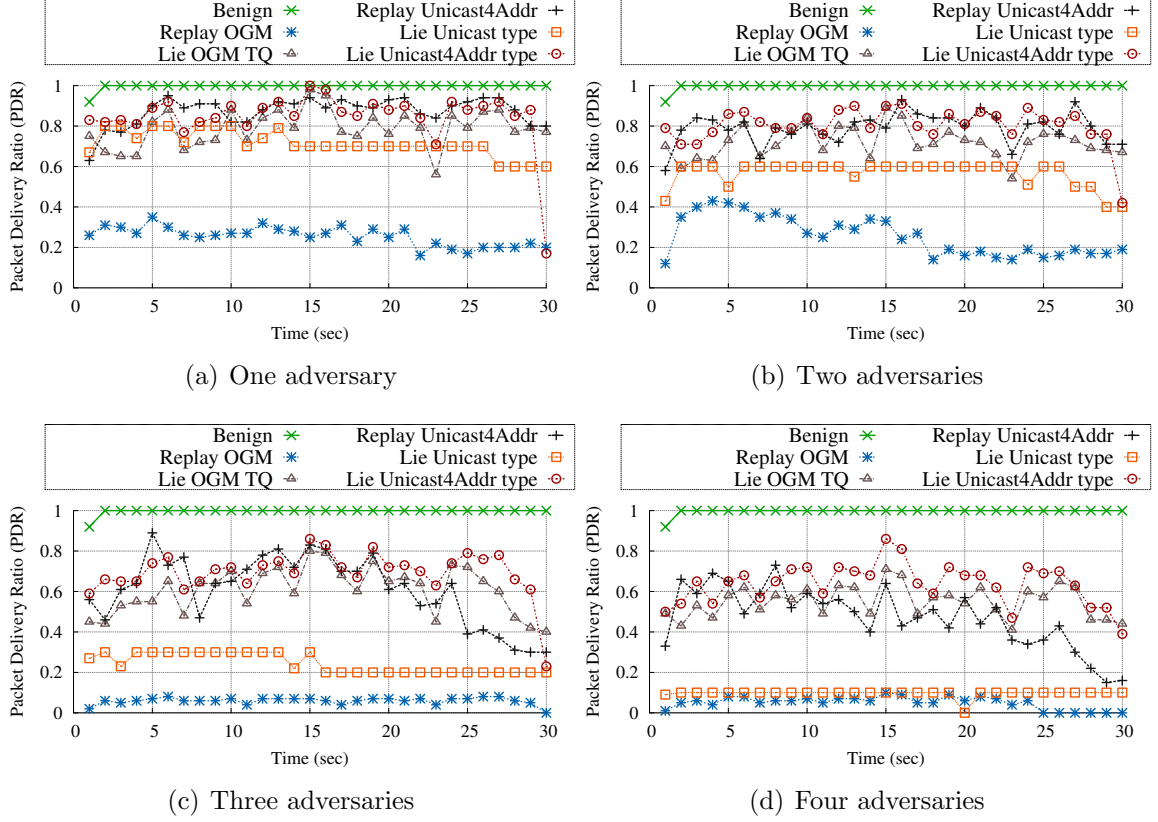 Benign Replay Unicast4Addr
Replay OGM Lie Unicast type
Lie OGM TQ Lie Unicast4Addr type
Packet Delivery Ratio (PDR)
1
0.8
0.6
0.4
0.2
0
0 5 10 15 20 25 30
Time (sec)
(a) One adversary
Benign Replay Unicast4Addr
Replay OGM Lie Unicast type
Lie OGM TQ Lie Unicast4Addr type
Packet Delivery Ratio (PDR)
1
0.8
0.6
0.4
0.2
0
0 5 10 15 20 25 30
Time (sec)
(b) Two adversaries
Benign Replay Unicast4Addr
Replay OGM Lie Unicast type
Lie OGM TQ Lie Unicast4Addr type
Packet Delivery Ratio (PDR)
1
0.8
0.6
0.4
0.2
0
0 5 10 15 20 25 30
Time (sec)
(c) Three adversaries
Benign Replay Unicast4Addr
Replay OGM Lie Unicast type
Lie OGM TQ Lie Unicast4Addr type
Packet Delivery Ratio (PDR)
1
0.8
0.6
0.4
0.2
0
0 5 10 15 20 25 30
Time (sec)
(d) Four adversaries